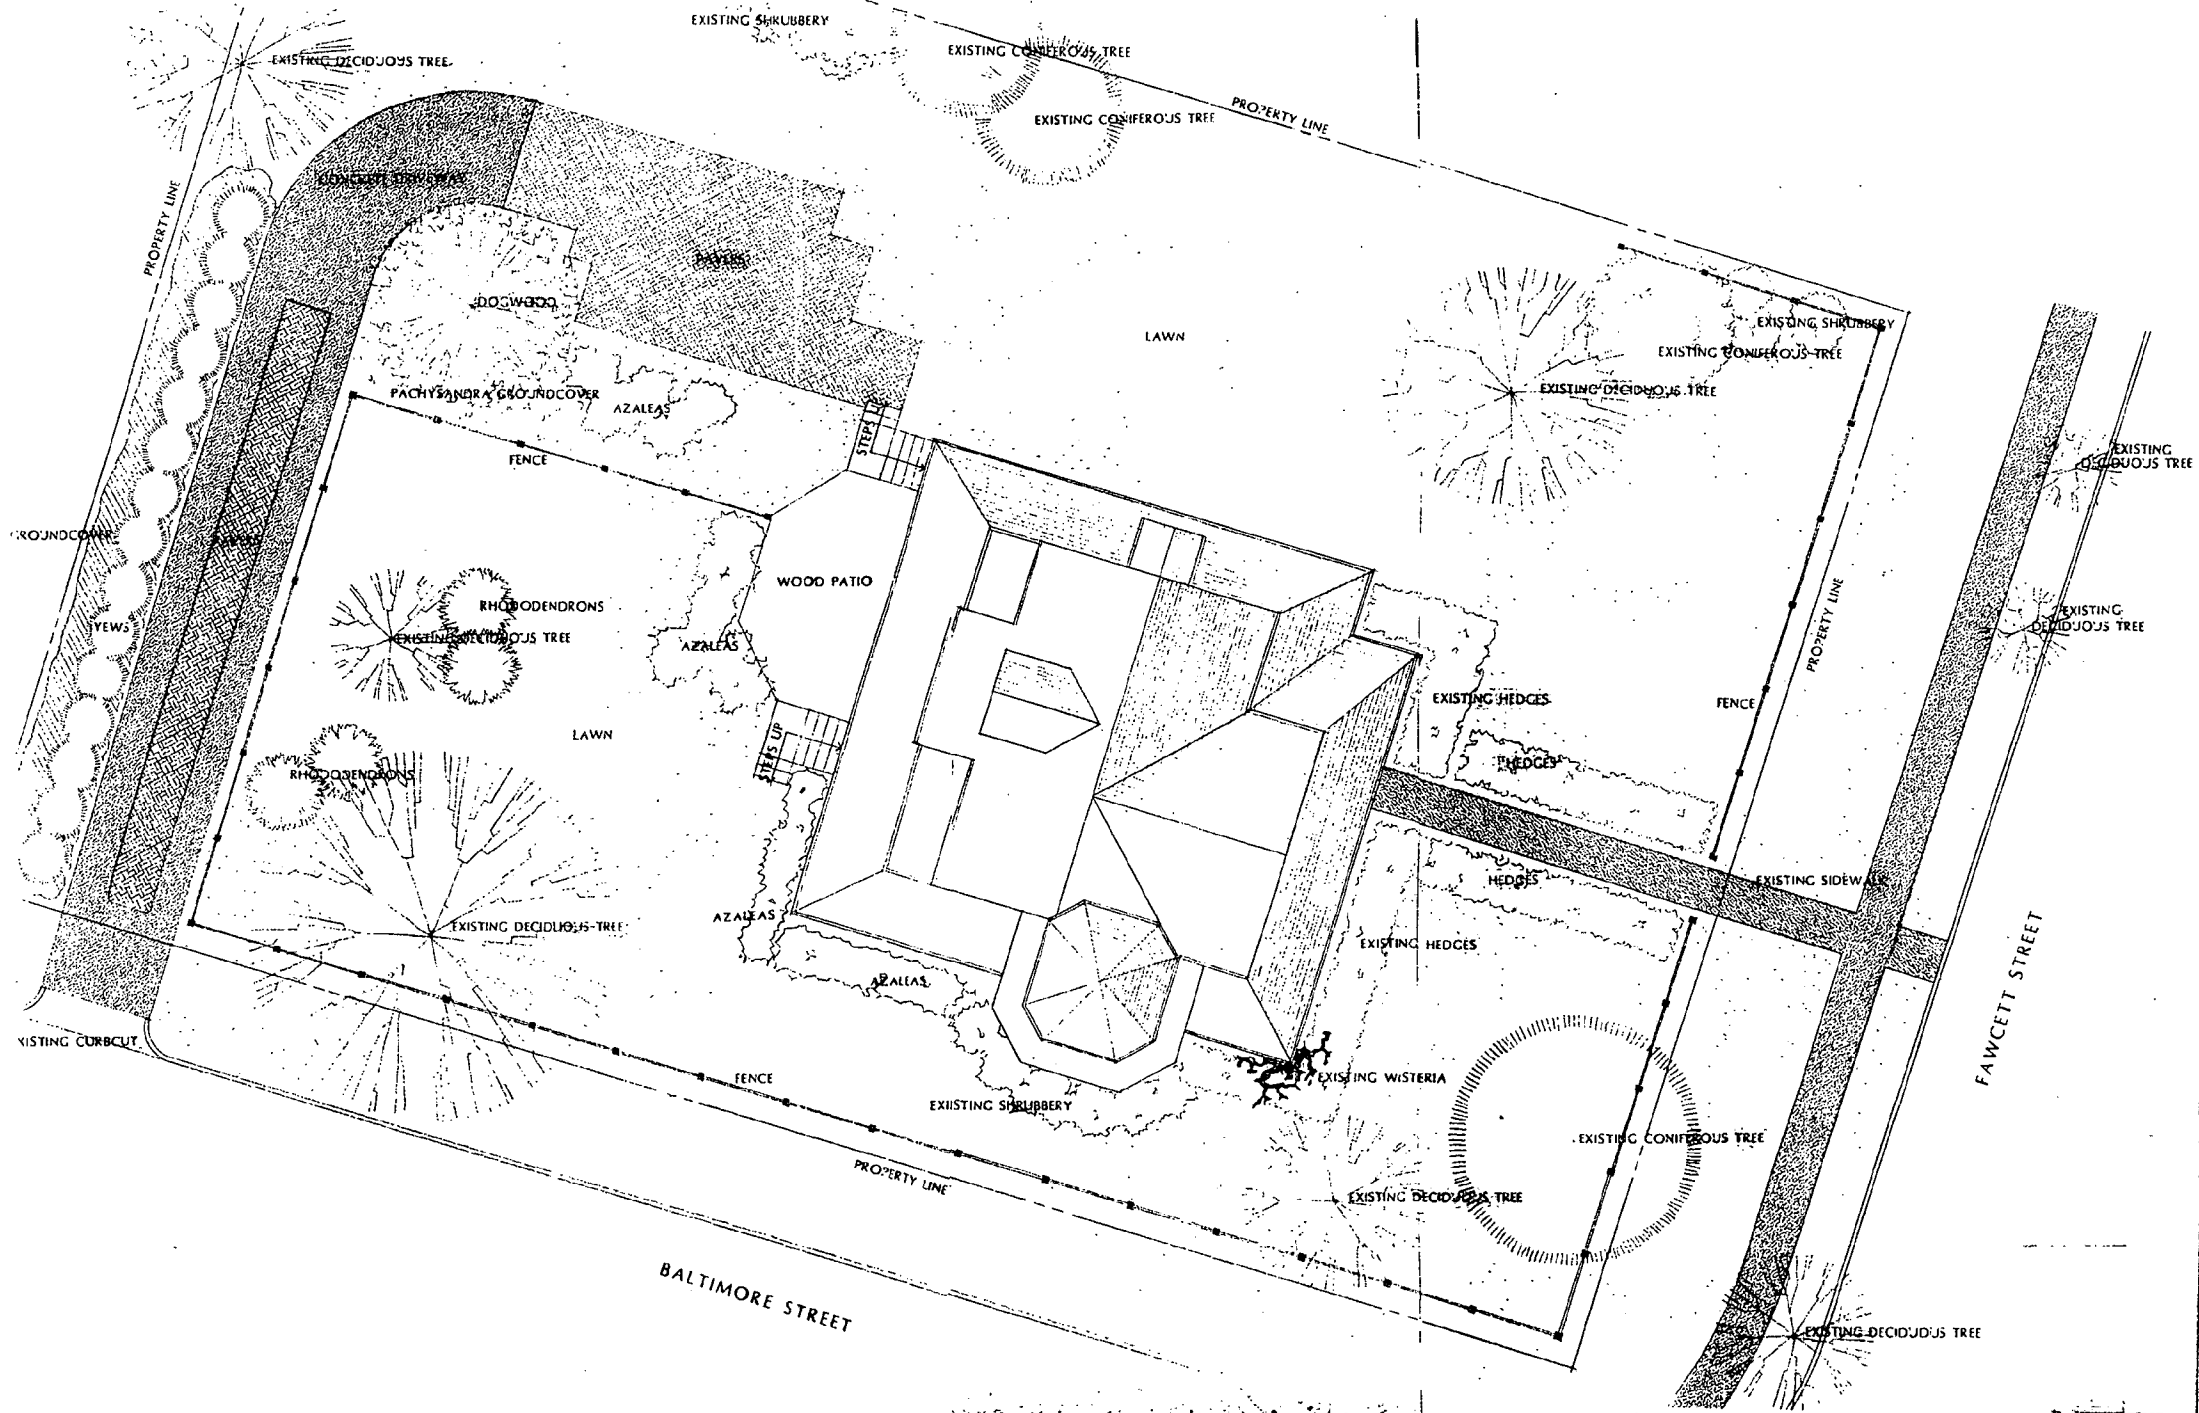 EXISTING SHRUBBERY
EXISTING CONIFEROUS TREE
EXISTING DECIDUOUS TREE
PROPERTY LINE
EXISTING CONIFEROUS TREE
CONCRETE DRIVEWAY
PROPERTY LINE
PAVERS
DOGWOOD
LAWN
EXISTING SHRUBBERY
EXISTING CONIFEROUS TREE
EXISTING DECIDUOUS TREE
PACHYSANDRA GROUNDCOVER
AZALEAS
STEPS UP
FENCE
EXISTING
DECIDUOUS TREE
GROUNDCOVER
PAVERS
WOOD PATIO
RHODODENDRONS
EXISTING DECIDUOUS TREE
YEWS
AZALEAS
EXISTING
DECIDUOUS TREE
PROPERTY LINE
EXISTING HEDGES
FENCE
LAWN
STEPS UP
HEDGES
RHODODENDRONS
HEDGES
EXISTING SIDEWALK
AZALEAS
EXISTING DECIDUOUS TREE
EXISTING HEDGES
AZALEAS
FAWCETT STREET
XISTING CURBCUT
FENCE
EXISTING WISTERIA
EXIISTING SHRUBBERY
EXISTING CONIFEROUS TREE
PROPERTY LINE
EXISTING DECIDUOUS TREE
BALTIMORE STREET
EXISTING DECIDUDUS TREE